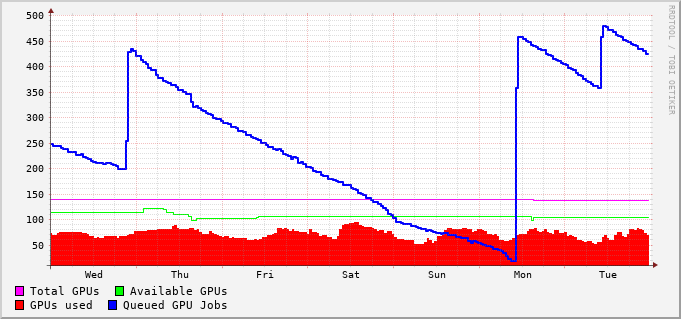 500
450
400
350
300
250
200
150
100
50
Wed Thu Fri Sat Sun Mon Tue
Total GPUs Available GPUs
GPUs used Queued GPU Jobs
RRDTOOL / TOBI OETIKER